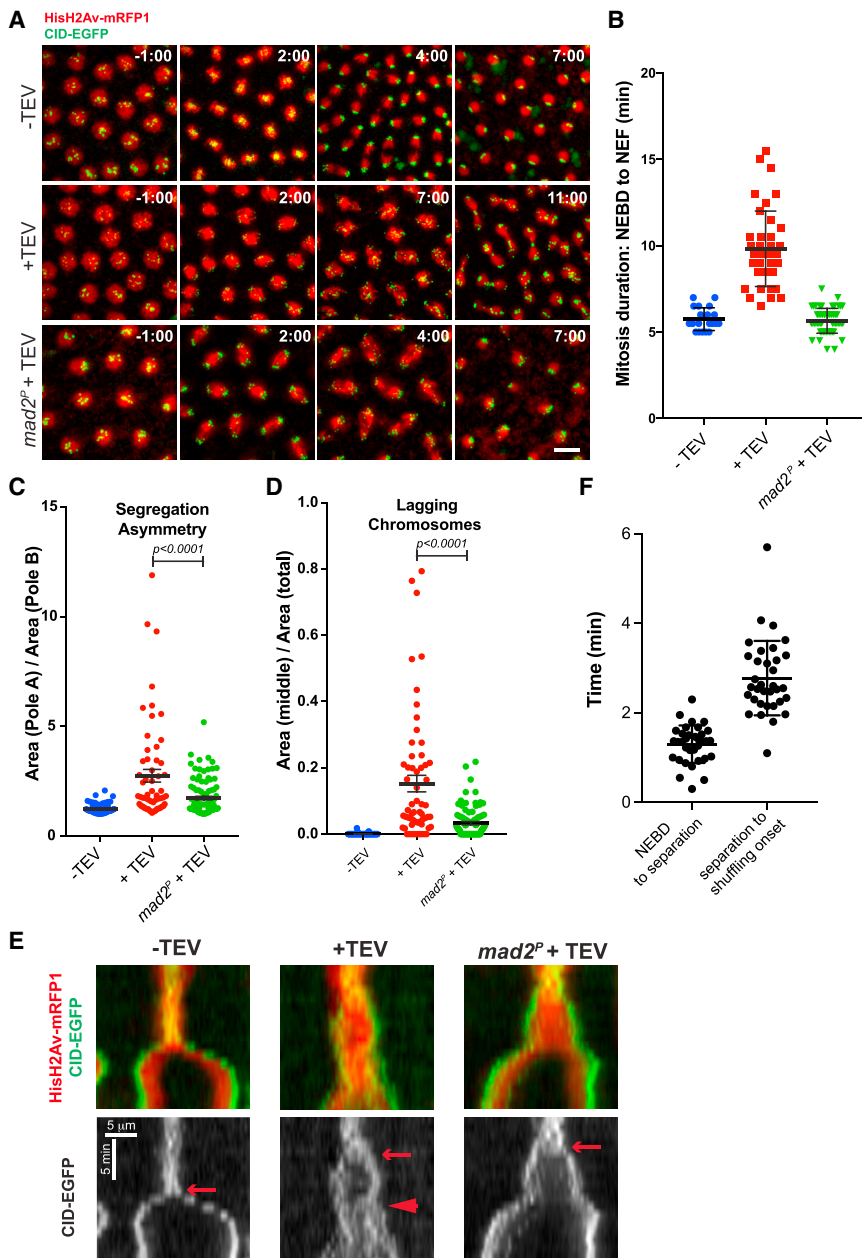 A
HisH2Av-mRFP1
CID-EGFP
-TEV
-1:00
2:00
4:00
7:00
+TEV
-1:00
2:00
7:00
11:00
mad2ᴾ + TEV
-1:00
2:00
4:00
7:00
B
Mitosis duration: NEBD to NEF (min)
20
15
10
5
0
- TEV
+ TEV
mad2ᴾ + TEV
C
Segregation
Asymmetry
p<0.0001
Area (Pole A) / Area (Pole B)
15
10
5
0
-TEV
+ TEV
mad2ᴾ + TEV
D
Lagging
Chromosomes
p<0.0001
Area (middle) / Area (total)
1.0
0.8
0.6
0.4
0.2
0.0
-TEV
+ TEV
mad2ᴾ + TEV
F
Time (min)
6
4
2
0
NEBD
to separation
separation to
shuffling onset
E
-TEV
+TEV
mad2ᴾ + TEV
HisH2Av-mRFP1
CID-EGFP
CID-EGFP
5 μm
5 min